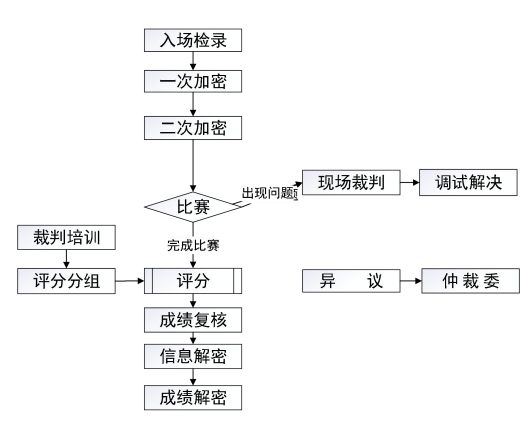 入场检录
一次加密
二次加密
比赛
出现问题
现场裁判
调试解决
完成比赛
裁判培训
评分分组
评分
异 议
仲 裁 委
成绩复核
信息解密
成绩解密